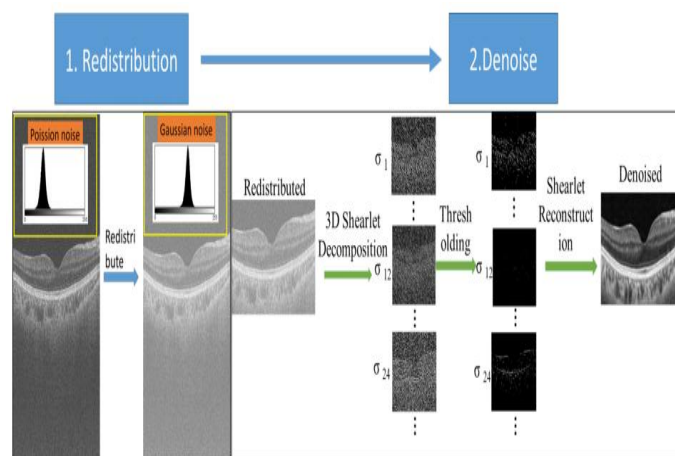 1. Redistribution
2.Denoise
Poission noise
Gaussian noise
Redistri
bute
Redistributed
3D Shearlet
Decomposition
σ 1
σ 12
σ 24
Thresh
olding
σ 1
σ 12
σ 24
Shearlet
Reconstruct
ion
Denoised